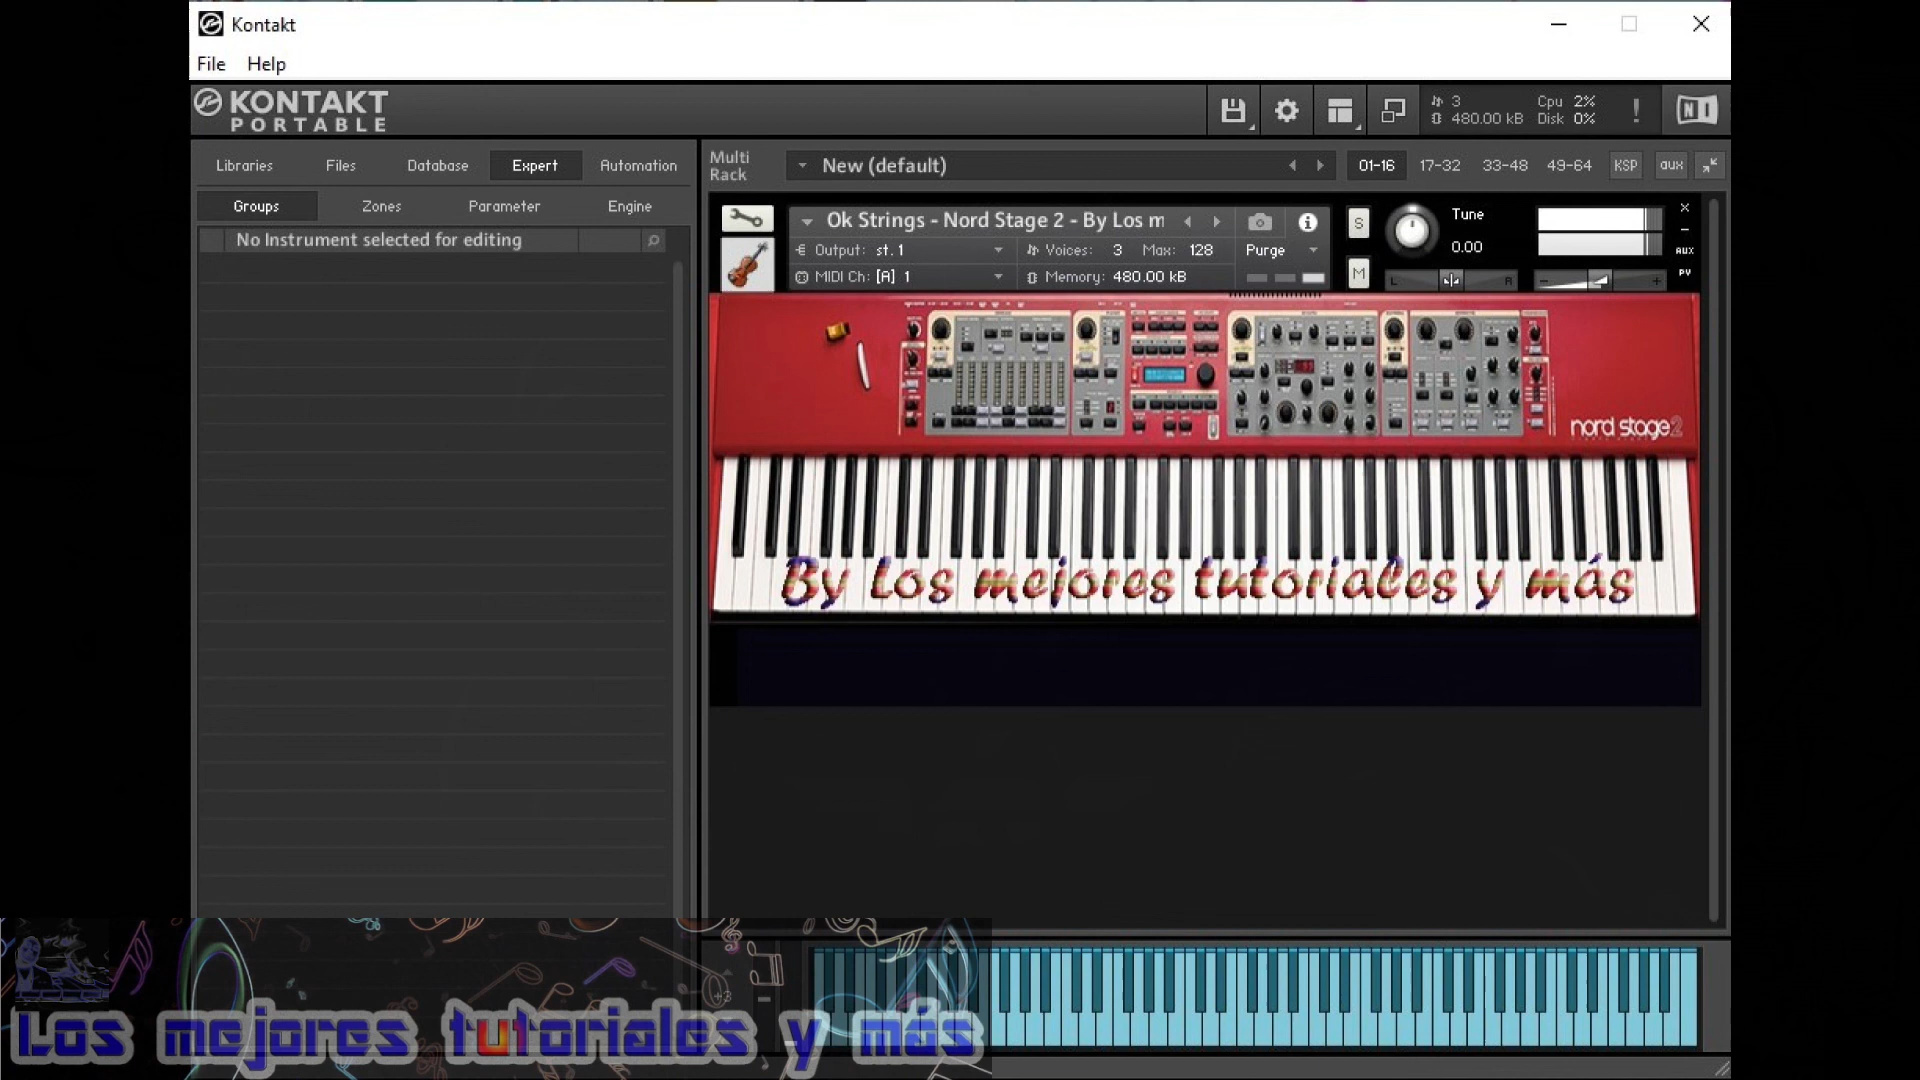 Kontakt
File Help
KONTAKT
PORTABLE
3
480.00 kB
Cpu 2%
Disk 0%
!
NI
Libraries Files Database Expert Automation
Multi
Rack
New (default)
01-16 17-32 33-48 49-64 KSP aux
Groups Zones Parameter Engine
No Instrument selected for editing
Ok Strings - Nord Stage 2 - By Los m
Output: st. 1
Voices: 3 Max: 128
Purge
MIDI Ch: [A] 1
Memory: 480.00 kB
S
M
Tune
0.00
L R
- +
AUX
PV
nord stage 2
By Los mejores tutoriales y más
+3
Los mejores tutoriales y más